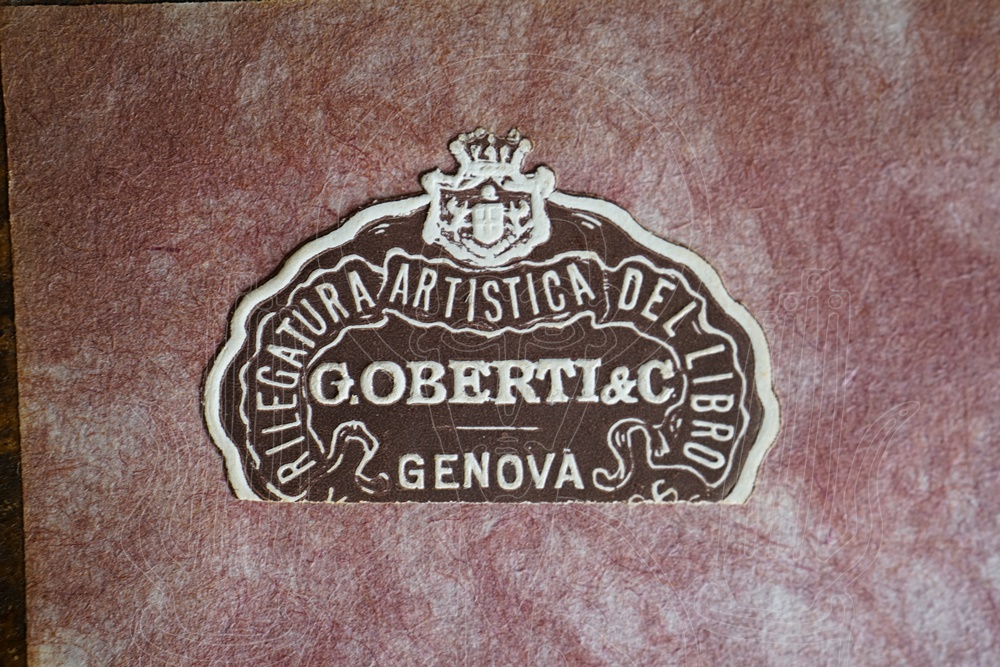 RILEGATURA ARTISTICA DEL LIBRO
G.OBERTI&C
GENOVA